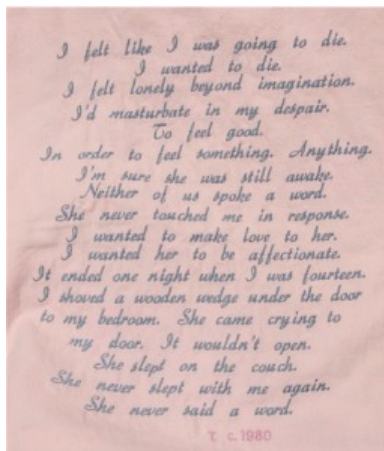 I felt like I was going to die.
I wanted to die.
I felt lonely beyond imagination.
I'd masturbate in my despair.
To feel good.
In order to feel something. Anything.
I'm sure she was still awake.
Neither of us spoke a word.
She never touched me in response.
I wanted to make love to her.
I wanted her to be affectionate.
It ended one night when I was fourteen.
I shoved a wooden wedge under the door
to my bedroom. She came crying to
my door. It wouldn't open.
She slept on the couch.
She never slept with me again.
She never said a word.
T. c.1980